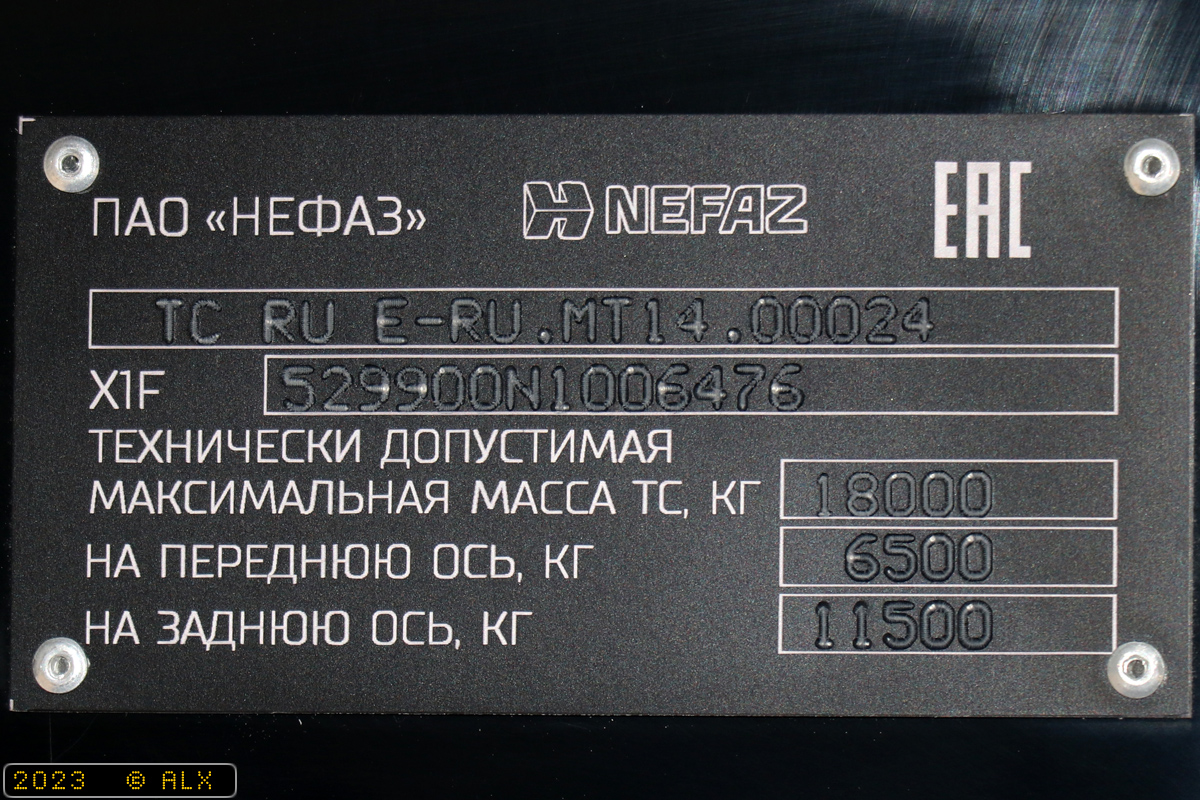 ПАО «НЕФАЗ» NEFAZ EAC
TC RU E-RU.MT14.00024
X1F 529900N1006476
ТЕХНИЧЕСКИ ДОПУСТИМАЯ
МАКСИМАЛЬНАЯ МАССА ТС, КГ 18000
НА ПЕРЕДНЮЮ ОСЬ, КГ 6500
НА ЗАДНЮЮ ОСЬ, КГ 11500
2023 © ALX